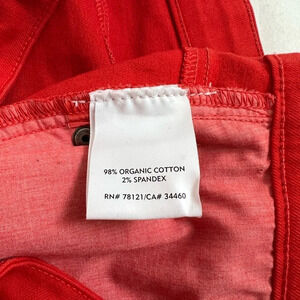 98% ORGANIC COTTON
2% SPANDEX
RN# 78121/CA# 34460